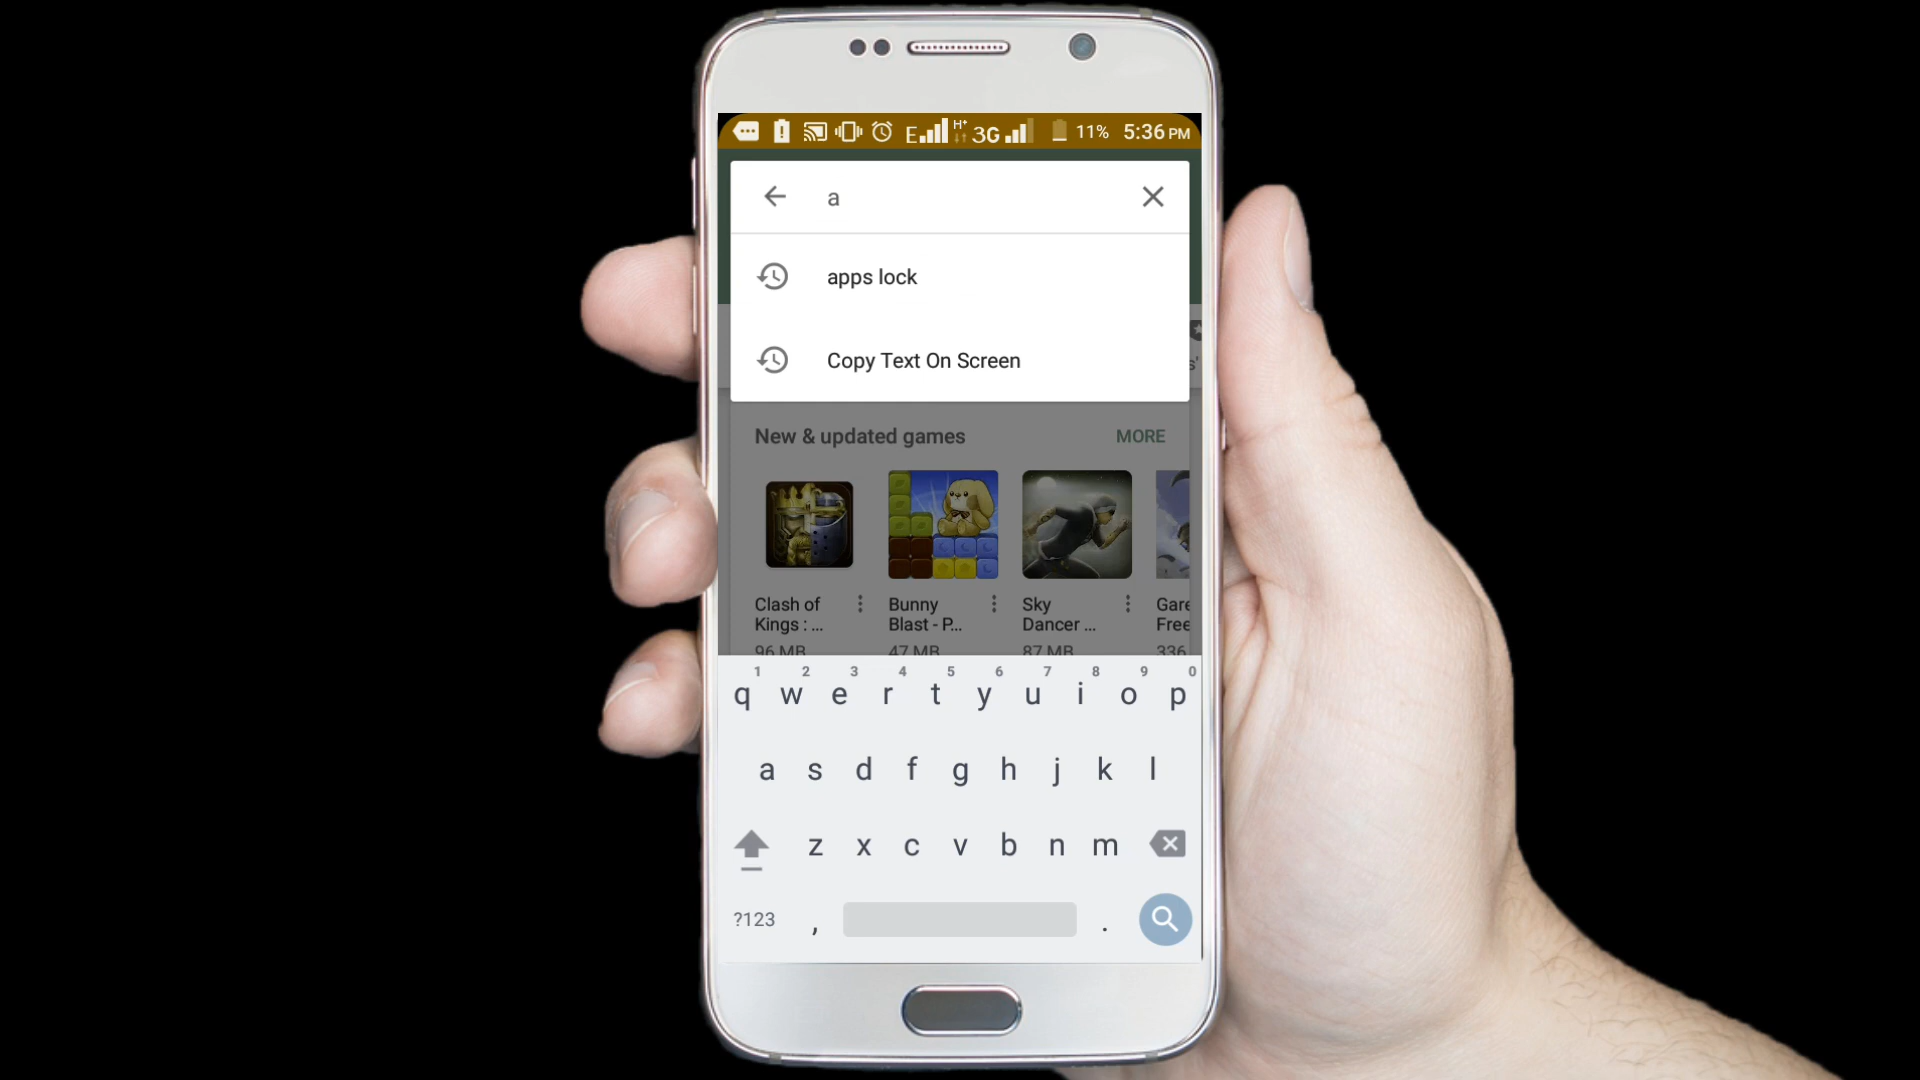 E H+ 3G 11% 5:36 PM
a
apps lock
Copy Text On Screen
s'
New & updated games MORE
Clash of Kings : ...
Bunny Blast - P...
Sky Dancer ...
Gare Free
96 MB 47 MB 87 MB 336
1 2 3 4 5 6 7 8 9 0
q w e r t y u i o p
a s d f g h j k l
z x c v b n m
?123 , .